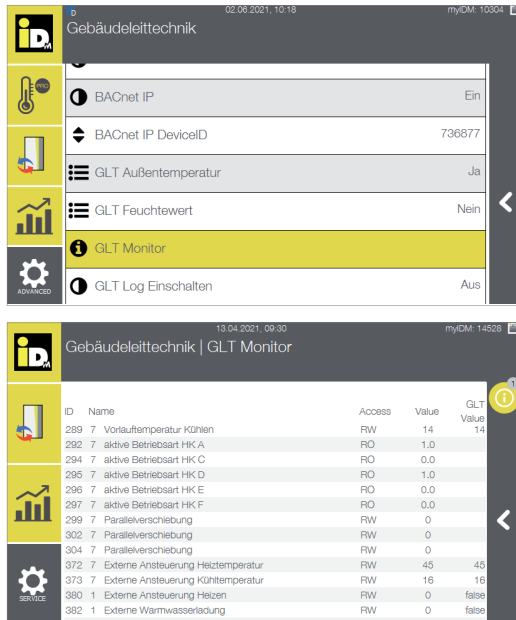 D 02.06.2021, 10:18 myIDM: 10304
iDM Gebäudeleittechnik
PRO
BACnet IP Ein
BACnet IP DeviceID 736877
GLT Außentemperatur Ja
GLT Feuchtewert Nein
GLT Monitor
GLT Log Einschalten Aus
ADVANCED
13.04.2021, 09:30 myIDM: 14528
iDM Gebäudeleittechnik | GLT Monitor
1
ID Name Access Value GLT Value
289 7 Vorlauftemperatur Kühlen RW 14 14
292 7 aktive Betriebsart HK A RO 1.0
294 7 aktive Betriebsart HK C RO 0.0
295 7 aktive Betriebsart HK D RO 1.0
296 7 aktive Betriebsart HK E RO 0.0
297 7 aktive Betriebsart HK F RO 0.0
299 7 Parallelverschiebung RW 0
302 7 Parallelverschiebung RW 0
304 7 Parallelverschiebung RW 0
372 7 Externe Ansteuerung Heiztemperatur RW 45 45
373 7 Externe Ansteuerung Kühltemperatur RW 16 16
380 1 Externe Ansteuerung Heizen RW 0 false
382 1 Externe Warmwasserladung RW 0 false
SERVICE